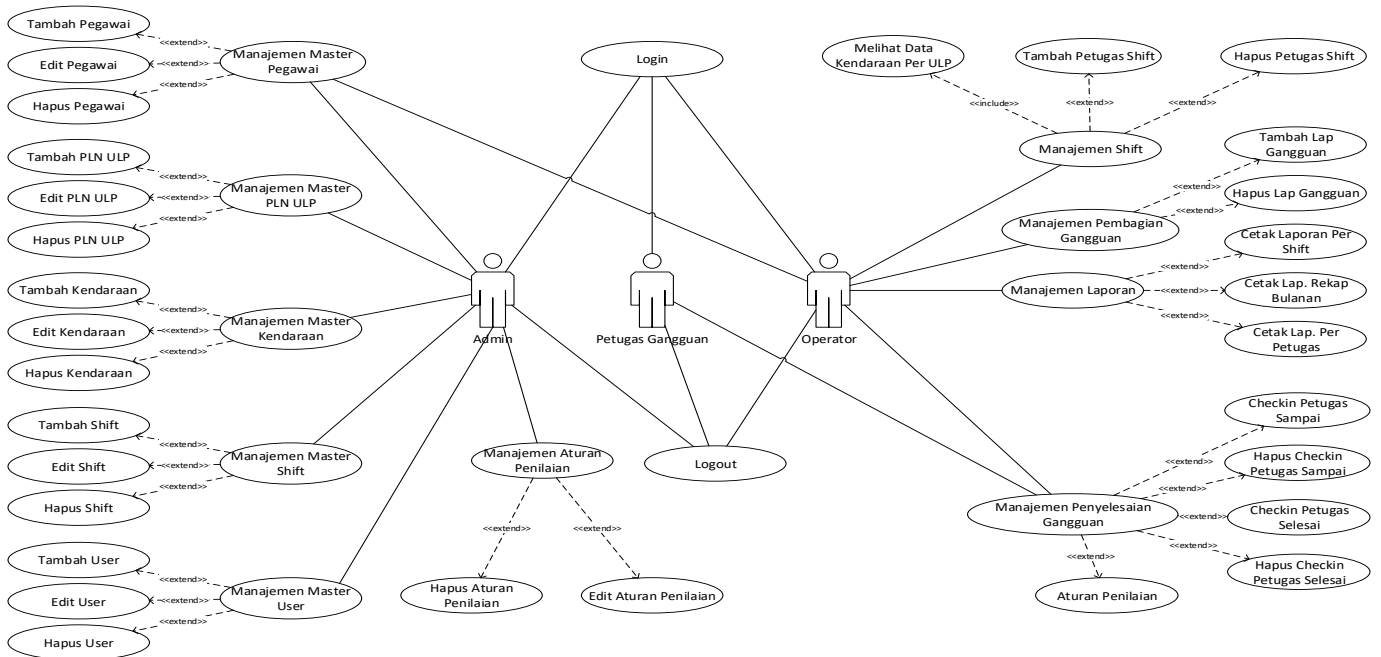 Tambah Pegawai
<<extend>>
Edit Pegawai
<<extend>>
Hapus Pegawai
<<extend>>
Manajemen Master
Pegawai
Login
Melihat Data
Kendaraan Per ULP
Tambah Petugas Shift
Hapus Petugas Shift
<<include>>
<<extend>>
<<extend>>
Manajemen Shift
Tambah PLN ULP
<<extend>>
Edit PLN ULP
<<extend>>
Hapus PLN ULP
<<extend>>
Manajemen Master
PLN ULP
Tambah Lap
Gangguan
<<extend>>
Hapus Lap Gangguan
<<extend>>
Manajemen Pembagian
Gangguan
Cetak Laporan Per
Shift
<<extend>>
Manajemen Laporan
<<extend>>
Cetak Lap. Rekap
Bulanan
<<extend>>
Cetak Lap. Per
Petugas
Tambah Kendaraan
<<extend>>
Edit Kendaraan
<<extend>>
Hapus Kendaraan
<<extend>>
Manajemen Master
Kendaraan
Admin
Petugas Gangguan
Operator
Tambah Shift
<<extend>>
Edit Shift
<<extend>>
Hapus Shift
<<extend>>
Manajemen Master
Shift
Manajemen Aturan
Penilaian
Logout
<<extend>>
<<extend>>
Hapus Aturan
Penilaian
Edit Aturan Penilaian
Checkin Petugas
Sampai
<<extend>>
Hapus Checkin
Petugas Sampai
<<extend>>
Manajemen Penyelesaian
Gangguan
<<extend>>
Checkin Petugas
Selesai
<<extend>>
Hapus Checkin
Petugas Selesai
<<extend>>
Aturan Penilaian
Tambah User
<<extend>>
Edit User
<<extend>>
Hapus User
<<extend>>
Manajemen Master
User